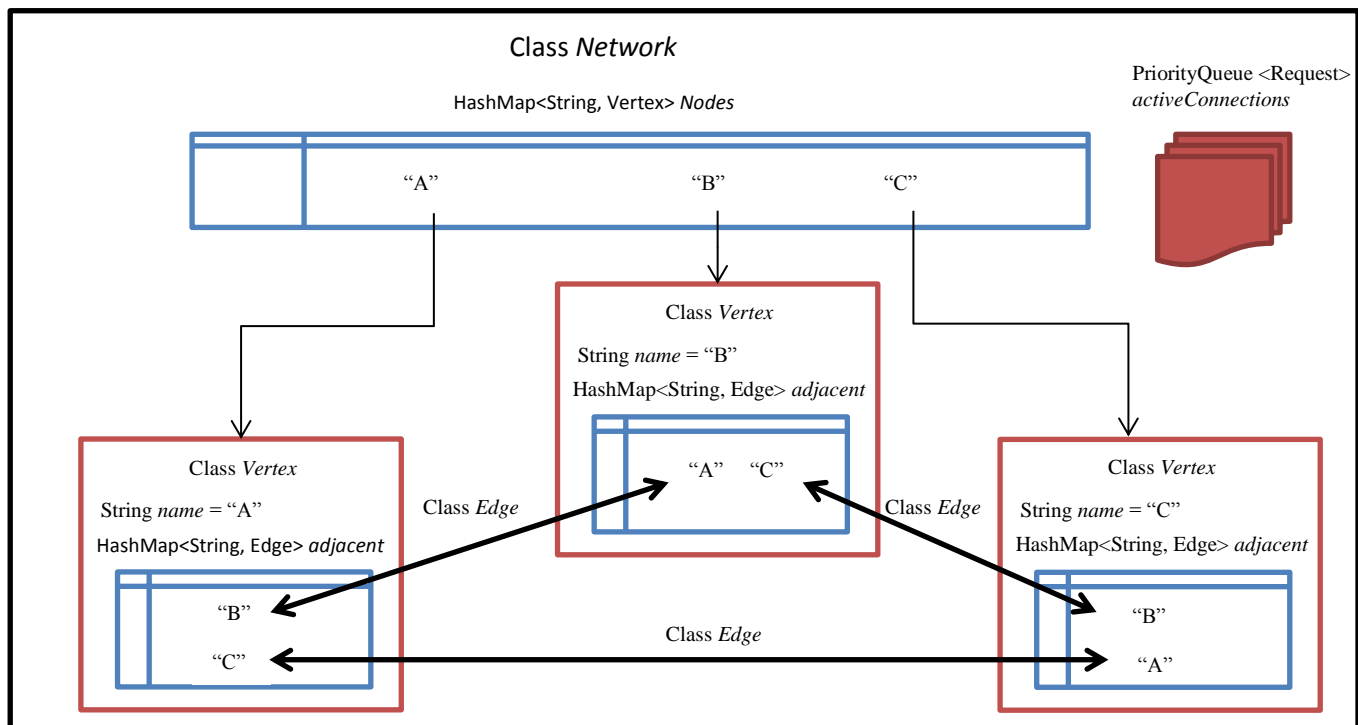 Class Network
PriorityQueue <Request>
activeConnections
HashMap<String, Vertex> Nodes
“A”
“B”
“C”
Class Vertex
String name = “B”
HashMap<String, Edge> adjacent
“A” “C”
Class Vertex
String name = “A”
HashMap<String, Edge> adjacent
“B”
“C”
Class Edge
Class Edge
Class Edge
Class Vertex
String name = “C”
HashMap<String, Edge> adjacent
“B”
“A”